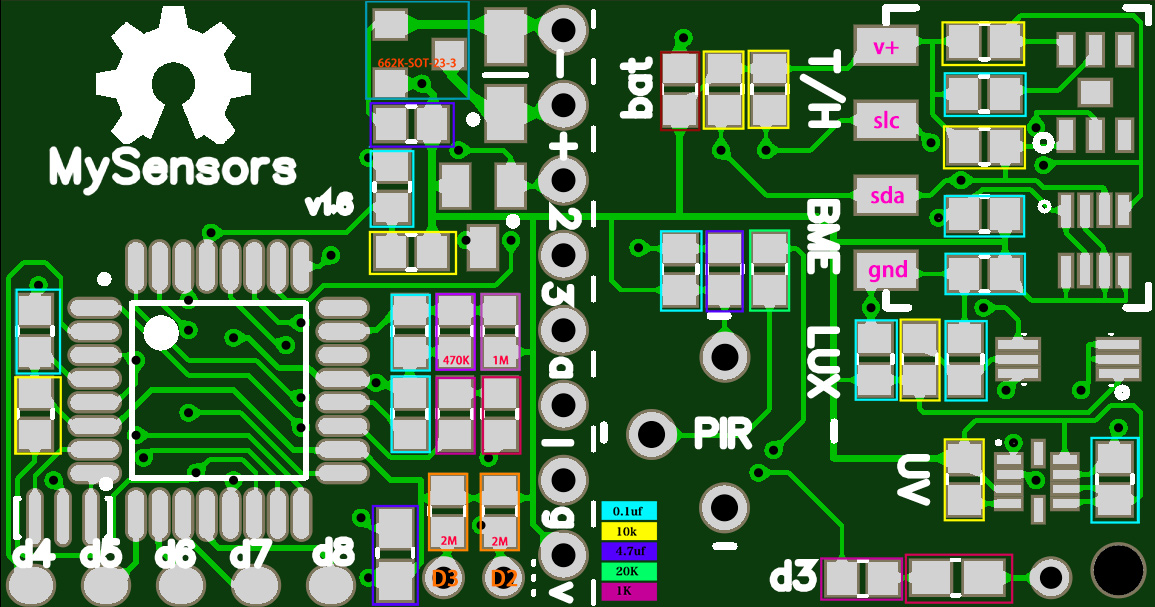 MySensors
v1.6
662K-SOT-23-3
bat
T/H
v+
slc
sda
gnd
BME
LUX
UV
PIR
+
2
3
a
I
g
v
470K
1M
2M
2M
D3
D2
d4
d5
d6
d7
d8
d3
0.1uf
10k
4.7uf
20K
1K